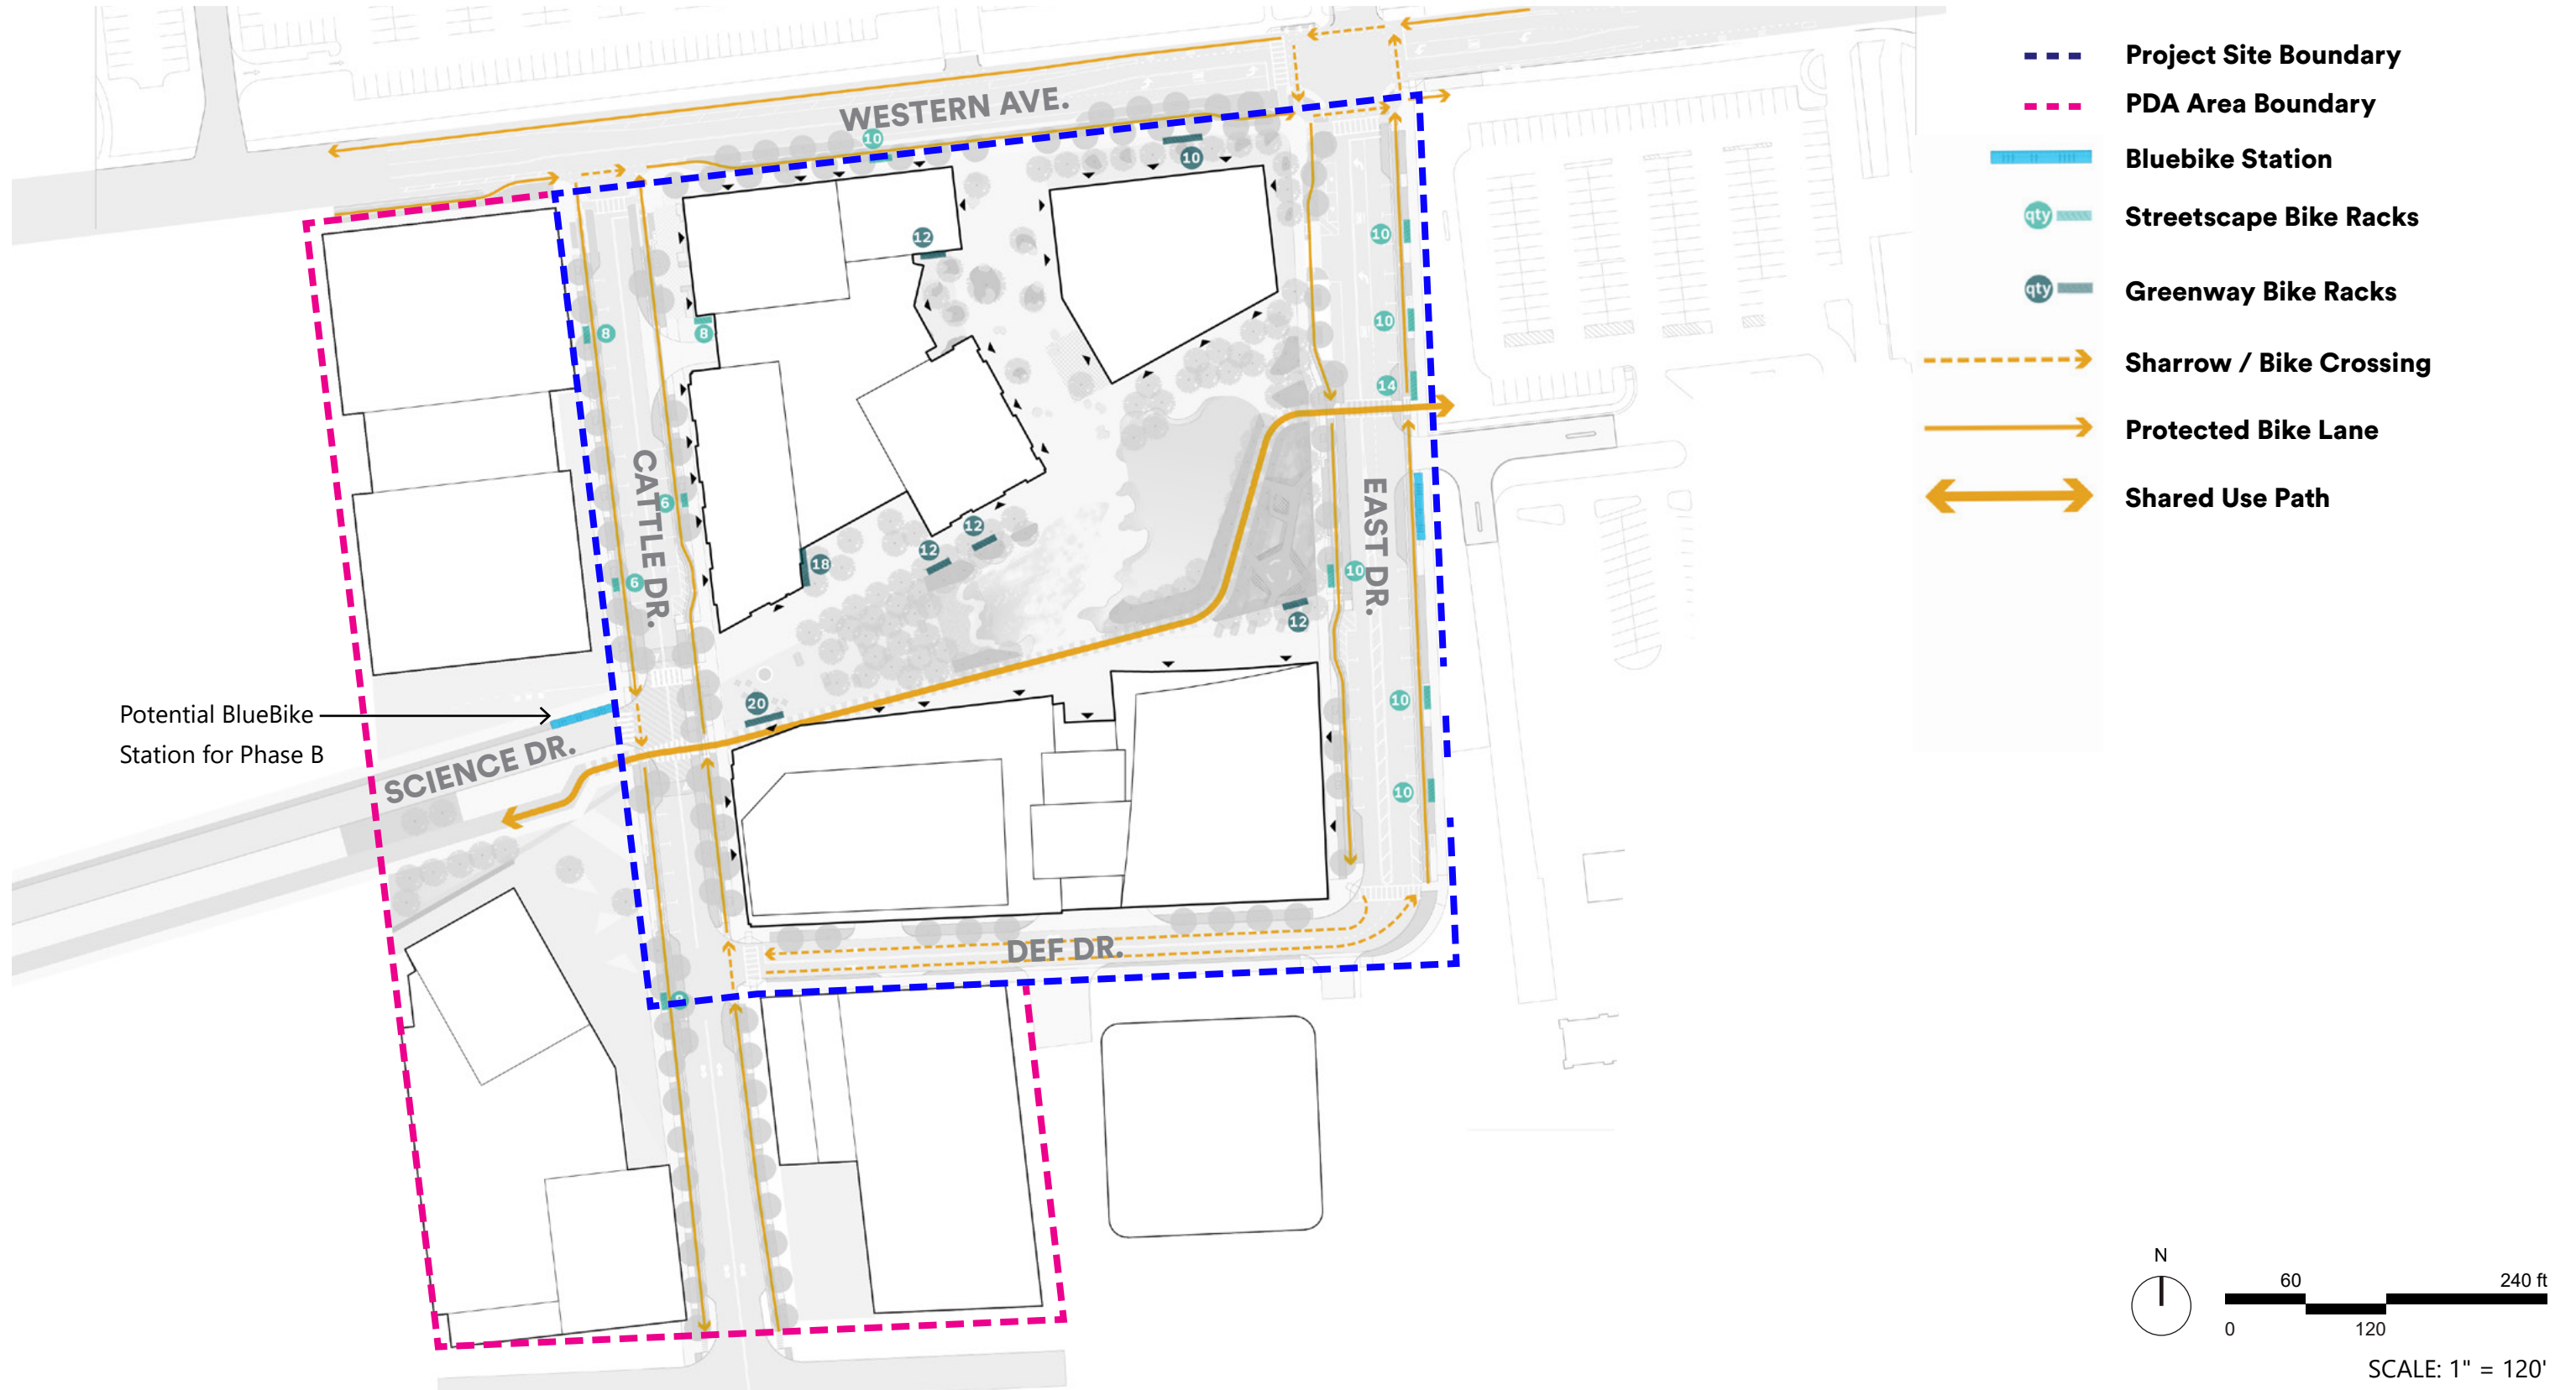 WESTERN AVE.
10
10
12
10
8
8
10
14
CATTLE DR.
6
EAST DR.
12
12
18
6
10
12
20
10
Potential BlueBike
Station for Phase B
SCIENCE DR.
10
DEF DR.
Project Site Boundary
PDA Area Boundary
Bluebike Station
qty
Streetscape Bike Racks
qty
Greenway Bike Racks
Sharrow / Bike Crossing
Protected Bike Lane
Shared Use Path
N
60
240 ft
0
120
SCALE: 1" = 120'